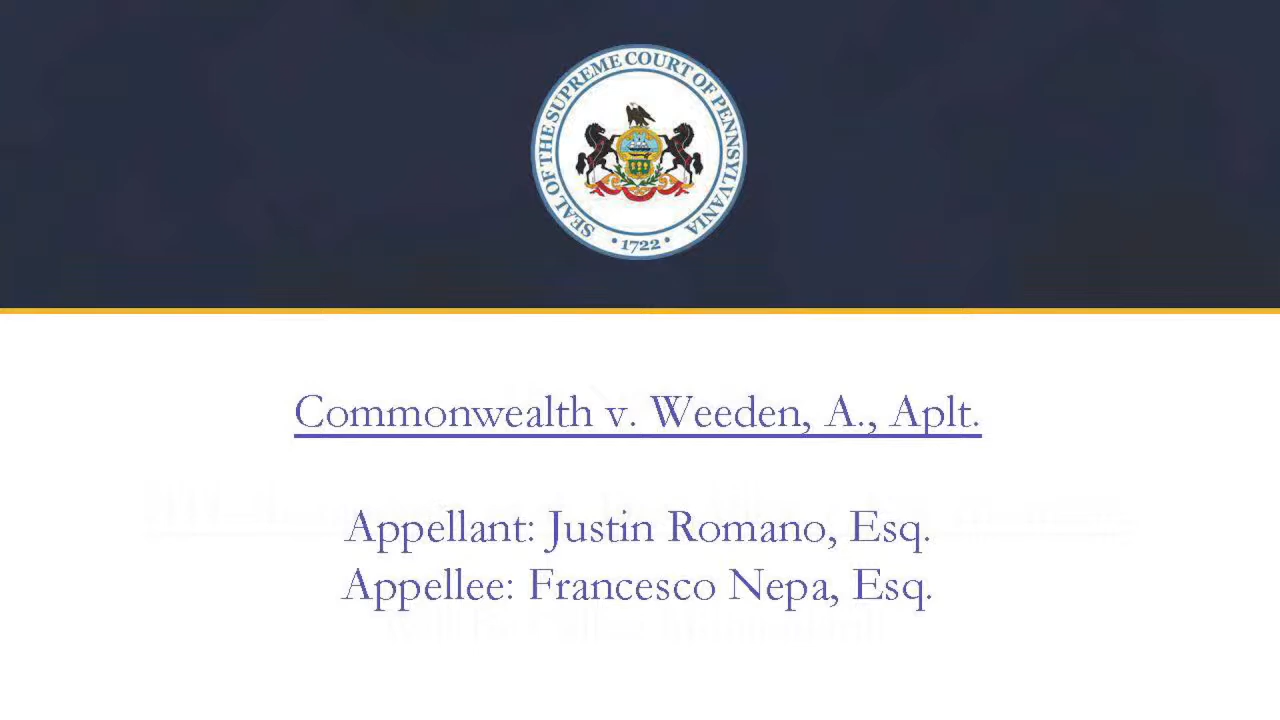 SEAL OF THE SUPREME COURT OF PENNSYLVANIA
• 1722 •
Commonwealth v. Weeden, A., Aplt.
Appellant: Justin Romano, Esq.
Appellee: Francesco Nepa, Esq.